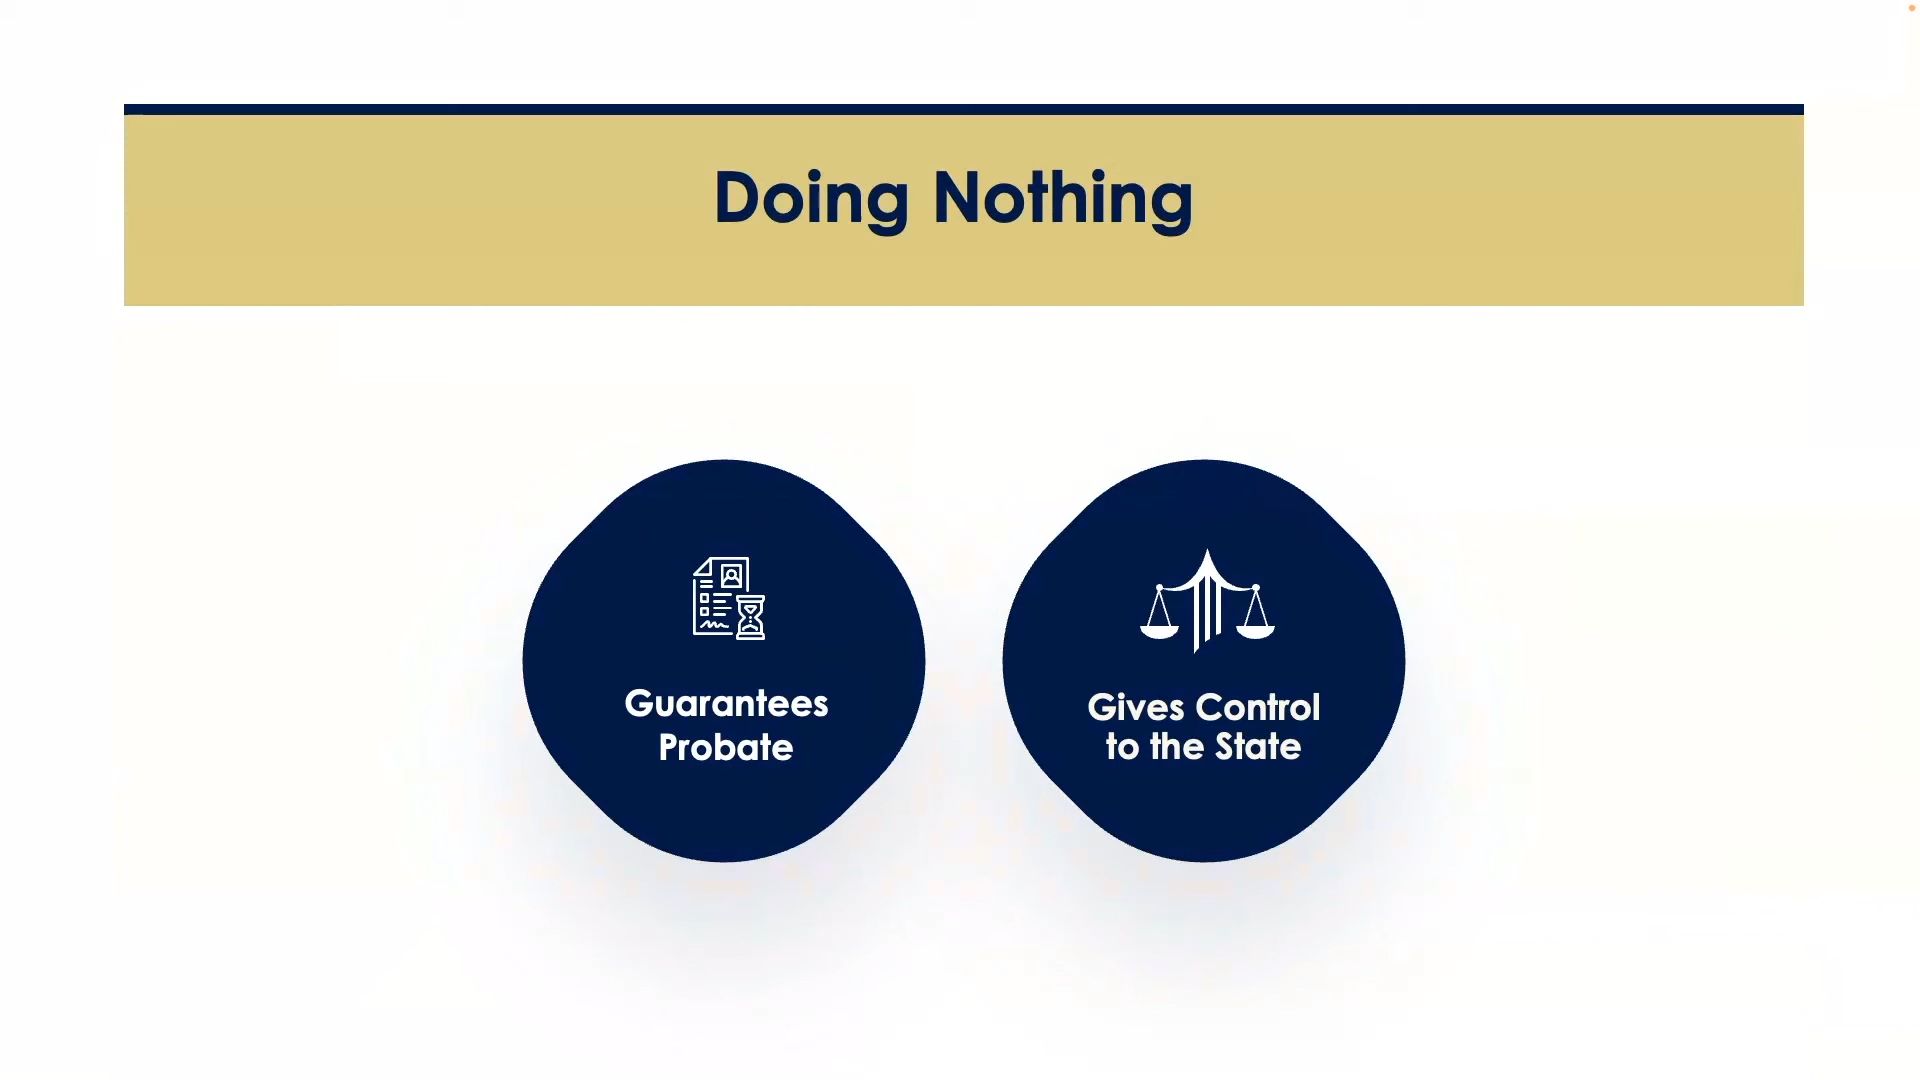 Doing Nothing
Guarantees
Probate
Gives Control
to the State